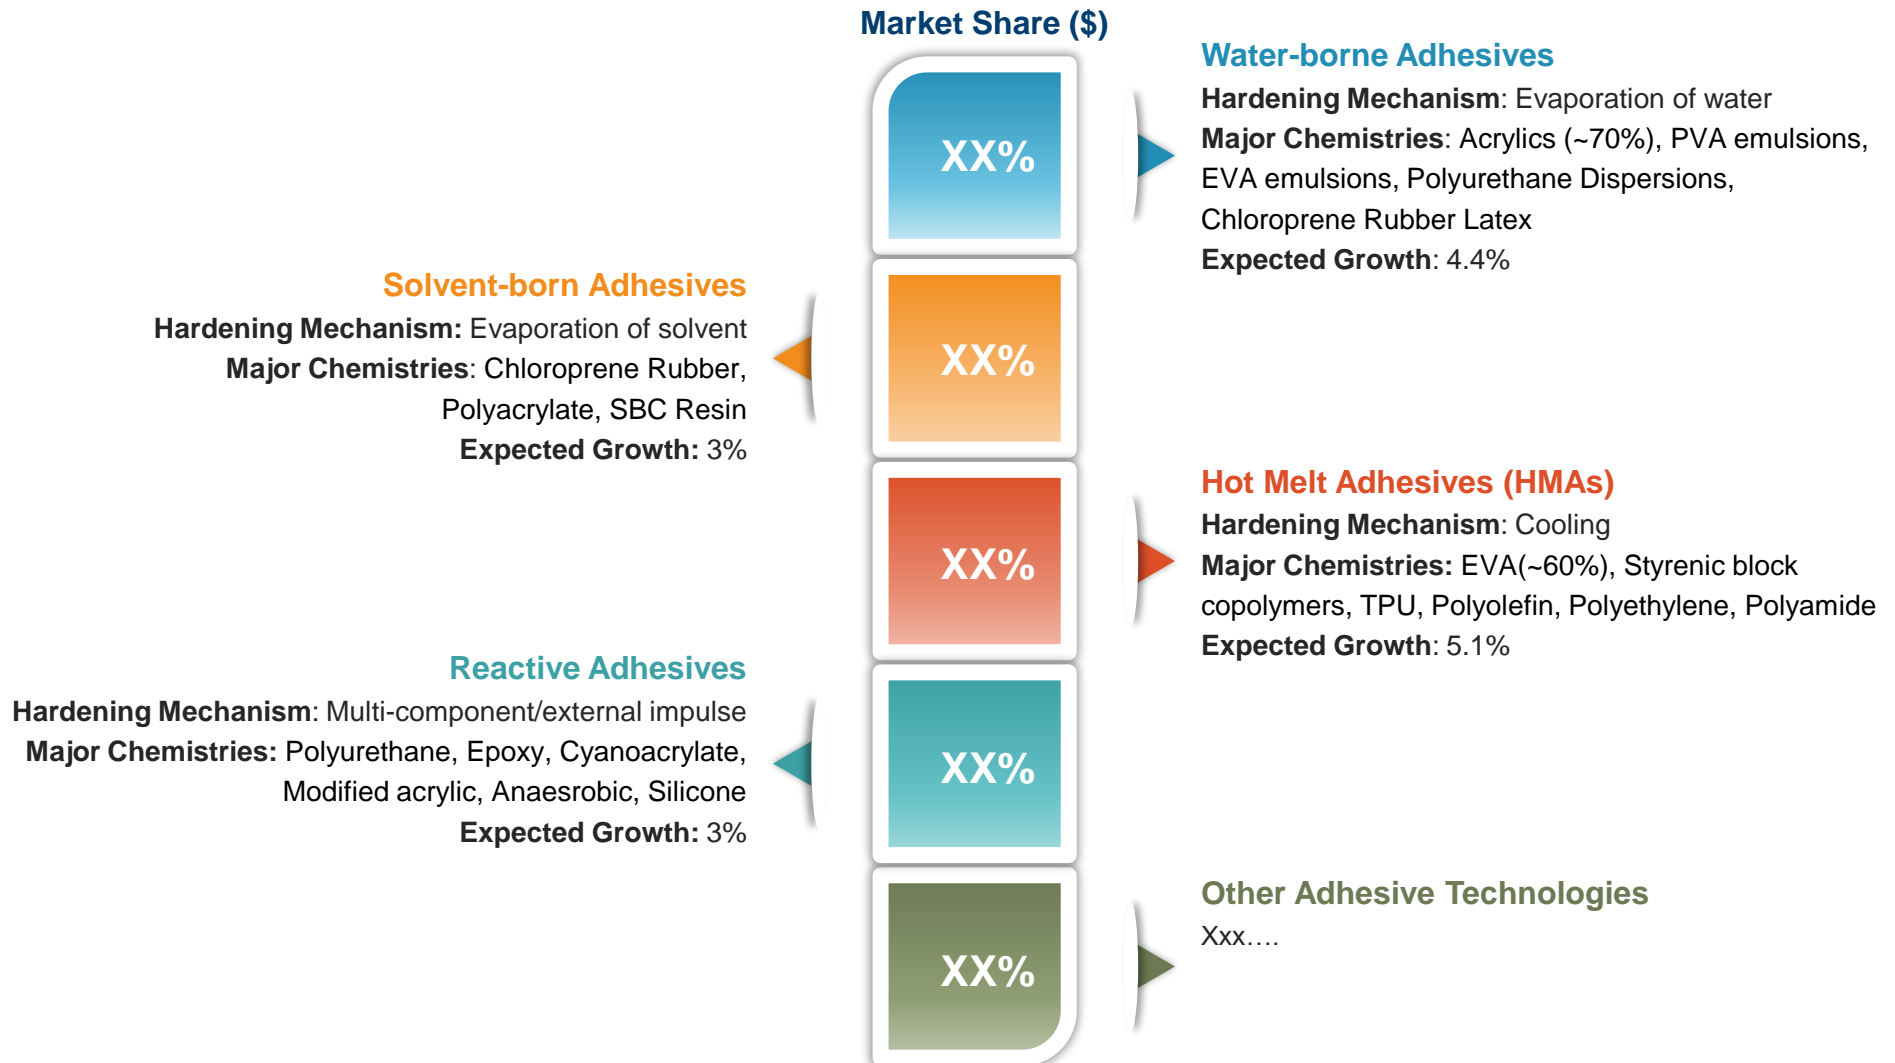 Market Share ($)
XX%
Water-borne Adhesives
Hardening Mechanism: Evaporation of water
Major Chemistries: Acrylics (~70%), PVA emulsions,
EVA emulsions, Polyurethane Dispersions,
Chloroprene Rubber Latex
Expected Growth: 4.4%
Solvent-born Adhesives
Hardening Mechanism: Evaporation of solvent
Major Chemistries: Chloroprene Rubber,
Polyacrylate, SBC Resin
Expected Growth: 3%
XX%
XX%
Hot Melt Adhesives (HMAs)
Hardening Mechanism: Cooling
Major Chemistries: EVA(~60%), Styrenic block
copolymers, TPU, Polyolefin, Polyethylene, Polyamide
Expected Growth: 5.1%
Reactive Adhesives
Hardening Mechanism: Multi-component/external impulse
Major Chemistries: Polyurethane, Epoxy, Cyanoacrylate,
Modified acrylic, Anaesrobic, Silicone
Expected Growth: 3%
XX%
XX%
Other Adhesive Technologies
Xxx….